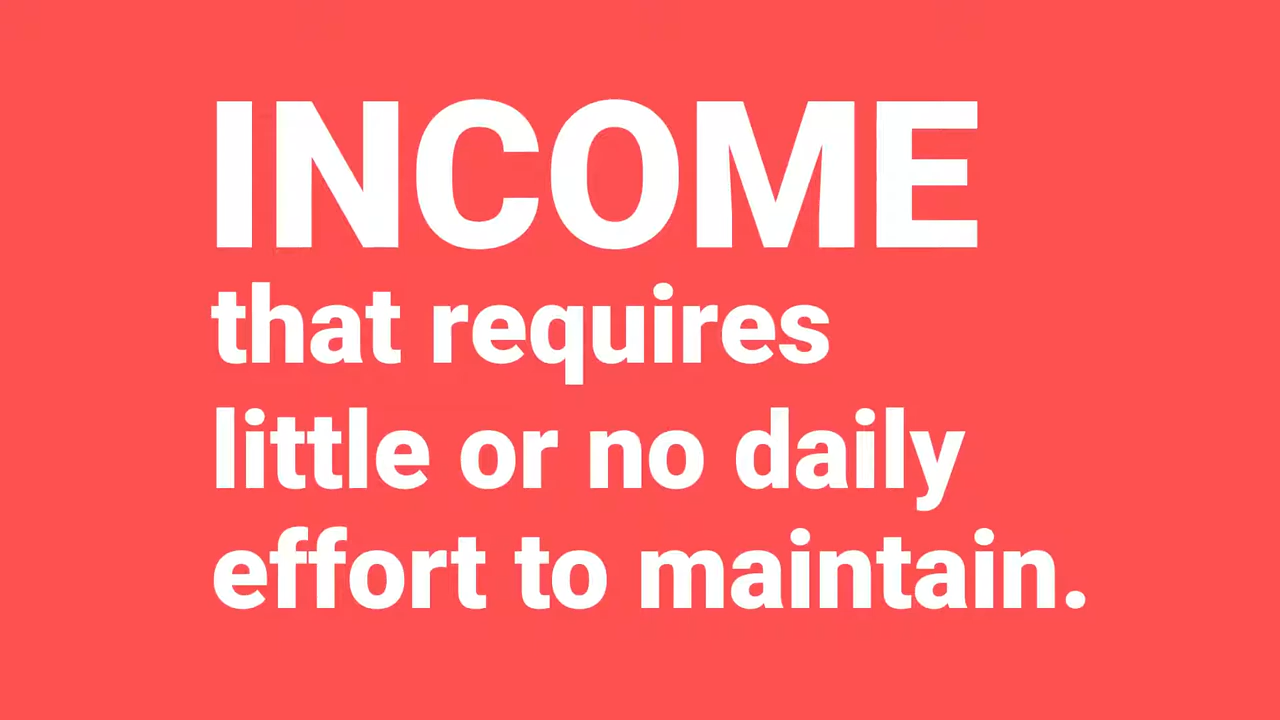 INCOME
that requires
little or no daily
effort to maintain.